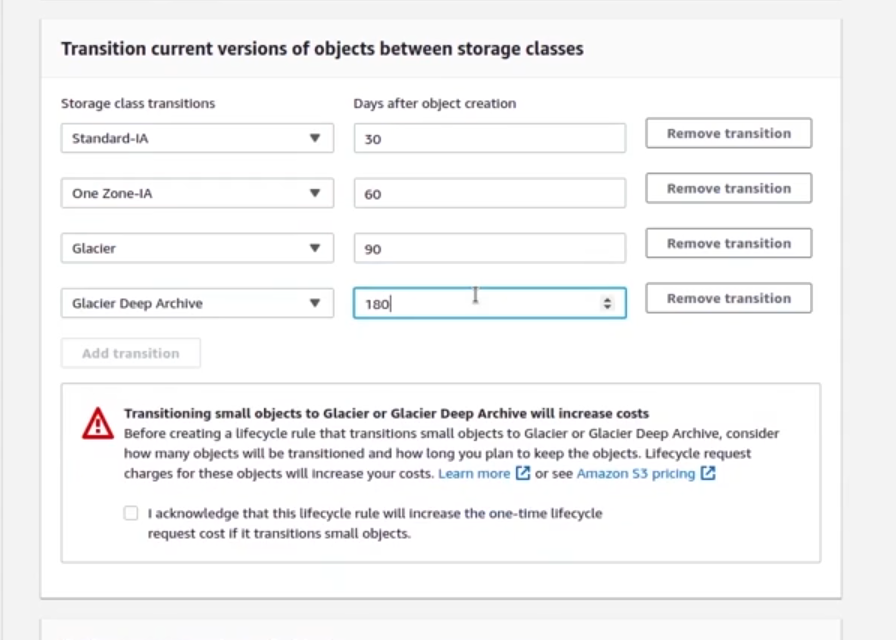 Transition current versions of objects between storage classes
Storage class transitions Days after object creation
Standard-IA 30 Remove transition
One Zone-IA 60 Remove transition
Glacier 90 Remove transition
Glacier Deep Archive 180 Remove transition
Add transition
Transitioning small objects to Glacier or Glacier Deep Archive will increase costs
Before creating a lifecycle rule that transitions small objects to Glacier or Glacier Deep Archive, consider
how many objects will be transitioned and how long you plan to keep the objects. Lifecycle request
charges for these objects will increase your costs. Learn more or see Amazon S3 pricing
I acknowledge that this lifecycle rule will increase the one-time lifecycle
request cost if it transitions small objects.